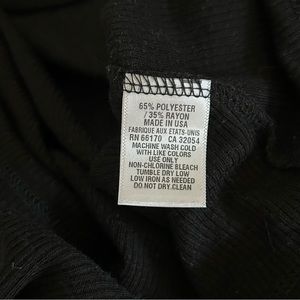 65% POLYESTER
/ 35% RAYON
MADE IN USA
FABRIQUE AUX ETATS-UNIS
RN 66170 CA 32054
MACHINE WASH COLD
WITH LIKE COLORS
USE ONLY
NON-CHLORINE BLEACH
TUMBLE DRY LOW
LOW IRON AS NEEDED
DO NOT DRY CLEAN